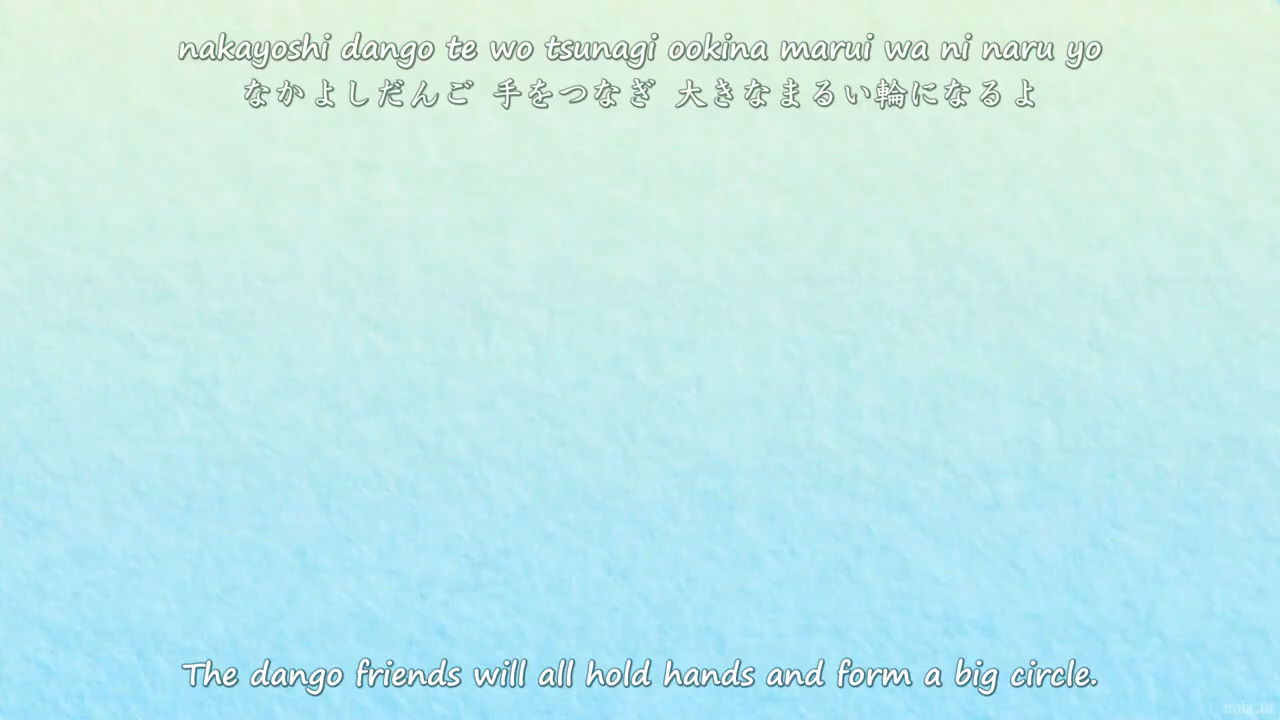 nakayoshi dango te wo tsunagi ookina marui wa ni naru yo
なかよしだんご 手をつなぎ 大きなまるい輪になるよ
The dango friends will all hold hands and form a big circle.